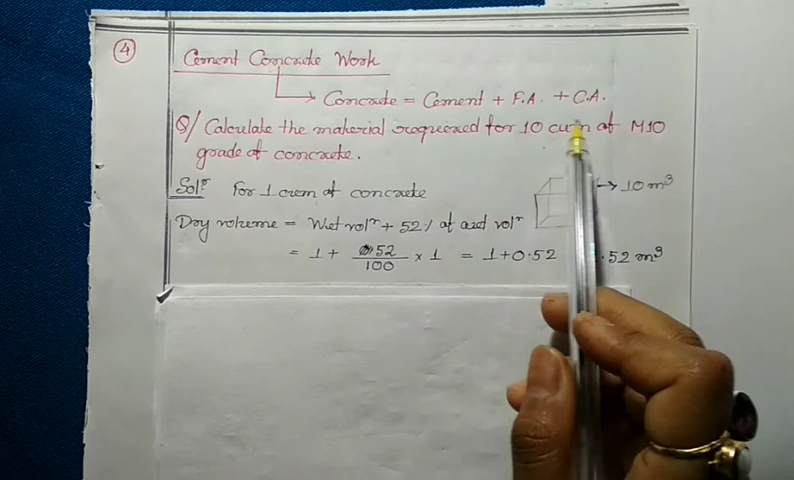 4
Cement Concrete Work
Concrete = Cement + F.A. + C.A.
Q/ Calculate the material required for 10 cum of M10
grade of concrete.
Solⁿ For 1 cum of concrete → 10 m³
Dry volume = Wet volⁿ + 52% of wet volⁿ
= 1 + 52/100 × 1 = 1+0.52 .52 m³